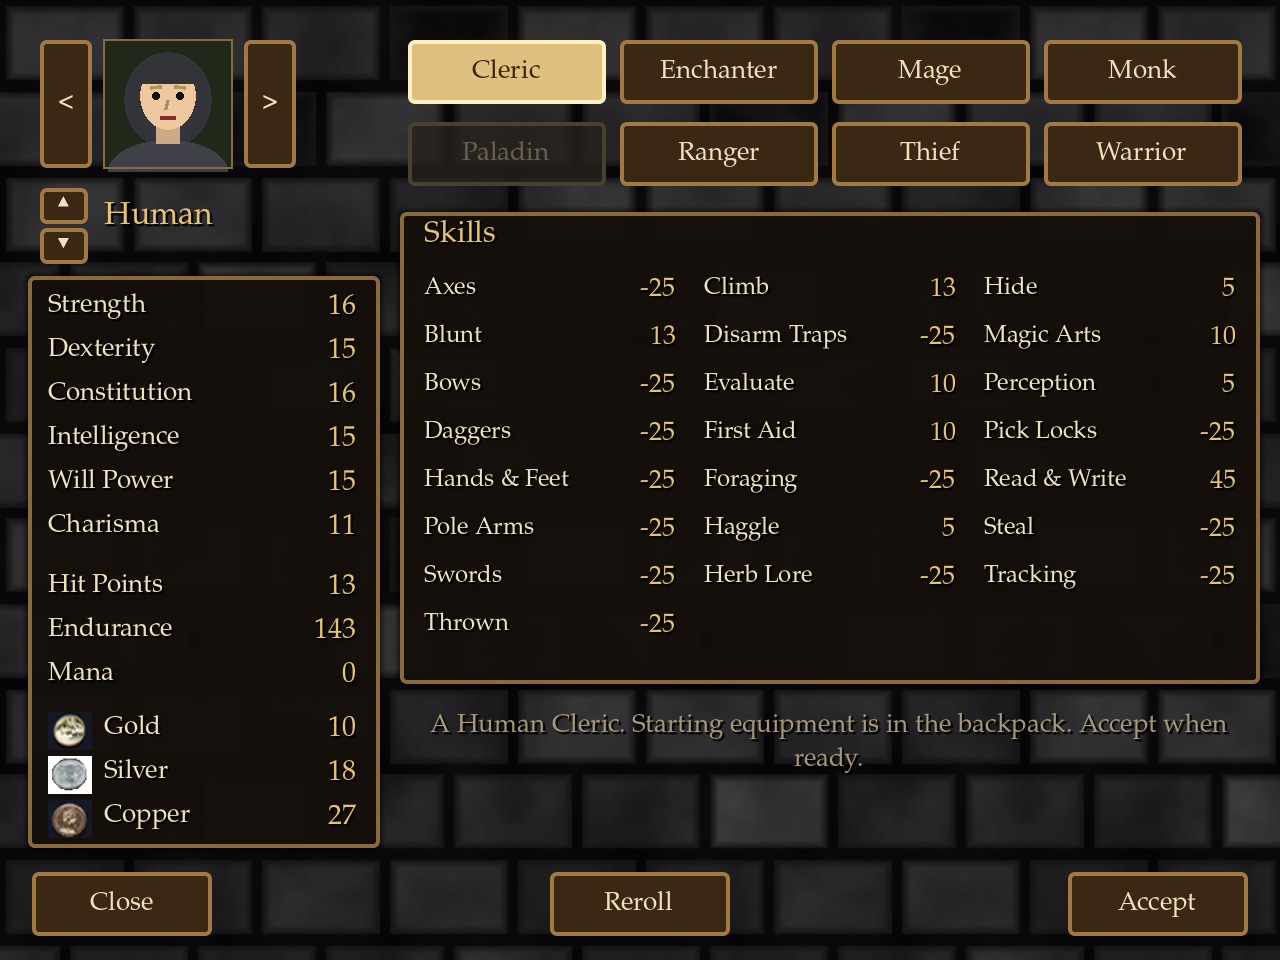 < >
Cleric Enchanter Mage Monk
Paladin Ranger Thief Warrior
▲
Human
▼
Strength 16
Dexterity 15
Constitution 16
Intelligence 15
Will Power 15
Charisma 11
Hit Points 13
Endurance 143
Mana 0
Gold 10
Silver 18
Copper 27
Skills
Axes -25 Climb 13 Hide 5
Blunt 13 Disarm Traps -25 Magic Arts 10
Bows -25 Evaluate 10 Perception 5
Daggers -25 First Aid 10 Pick Locks -25
Hands & Feet -25 Foraging -25 Read & Write 45
Pole Arms -25 Haggle 5 Steal -25
Swords -25 Herb Lore -25 Tracking -25
Thrown -25
A Human Cleric. Starting equipment is in the backpack. Accept when
ready.
Close Reroll Accept